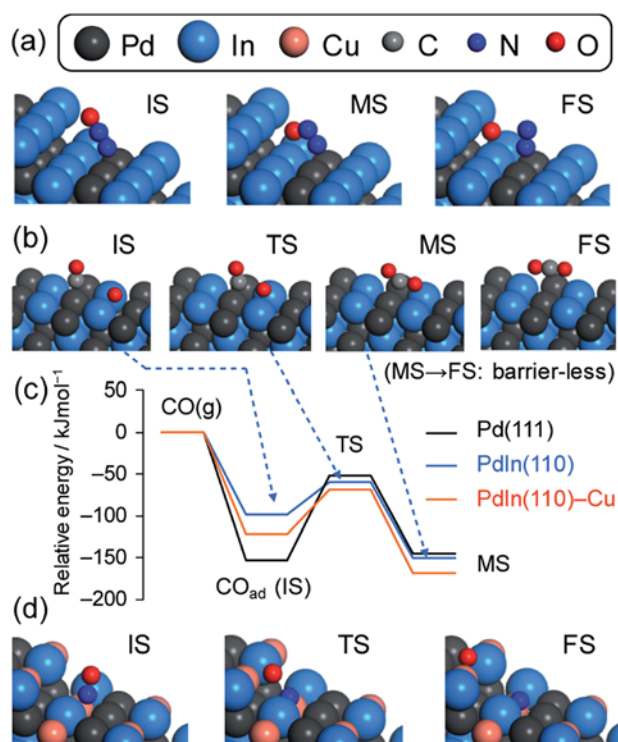 (a) Pd In Cu C N O
IS MS FS
(b) IS TS MS FS
(MS→FS: barrier-less)
(c)
Relative energy / kJmol⁻¹
50
0
−50
−100
−150
−200
CO(g)
TS
CO_ad (IS)
MS
Pd(111)
PdIn(110)
PdIn(110)–Cu
(d) IS TS FS